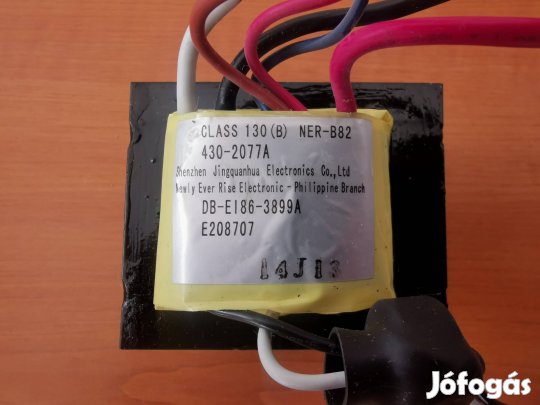 CLASS 130(B) NER-B82
430-2077A
Shenzhen Jingquanhua Electronics Co.,Ltd
Newly Ever Rise Electronic - Philippine Branch
DB-EI86-3899A
E208707
14J13
Jófogás